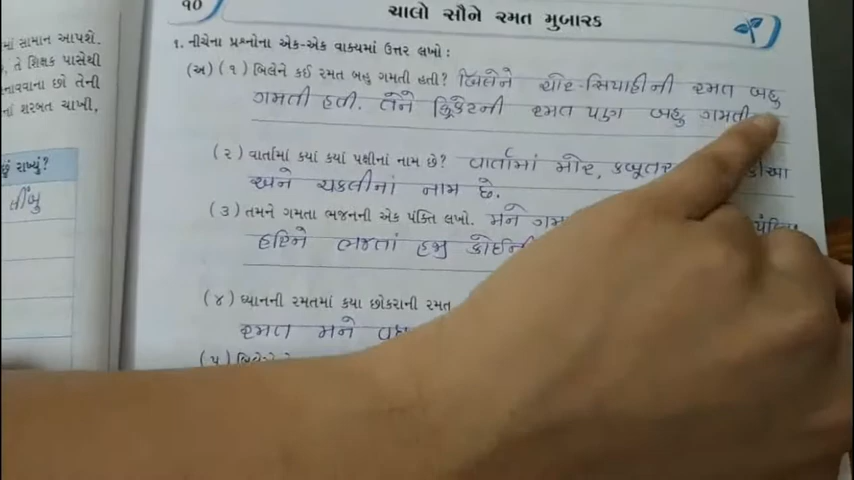 માં સામાન આપશે.
તે શિક્ષક પાસેથી
બનાવવાના છો તેની
નાં શરબત ચાખી,
શું રાખ્યું?
લીંબુ
૧૦ ચાલો સૌને રમત મુબારક
૧. નીચેના પ્રશ્નોના એક-એક વાક્યમાં ઉત્તર લખો :
(અ) (૧) બિલેને કઈ રમત બહુ ગમતી હતી? બિલેને ચોર-સિપાહીની રમત બહુ
ગમતી હતી. તેને ક્રિકેટની રમત પણ બહુ ગમતી
(૨) વાર્તામાં ક્યાં ક્યાં પક્ષીનાં નામ છે? વાર્તામાં મોર, કબૂતર
અને ચકલીનાં નામ છે.
(૩) તમને ગમતા ભજનની એક પંક્તિ લખો. મને
હરિને ભજતાં હજુ કોઈની
(૪) ધ્યાનની રમતમાં કયા છોકરાની રમત
રમત મને
(૫) બિલેને